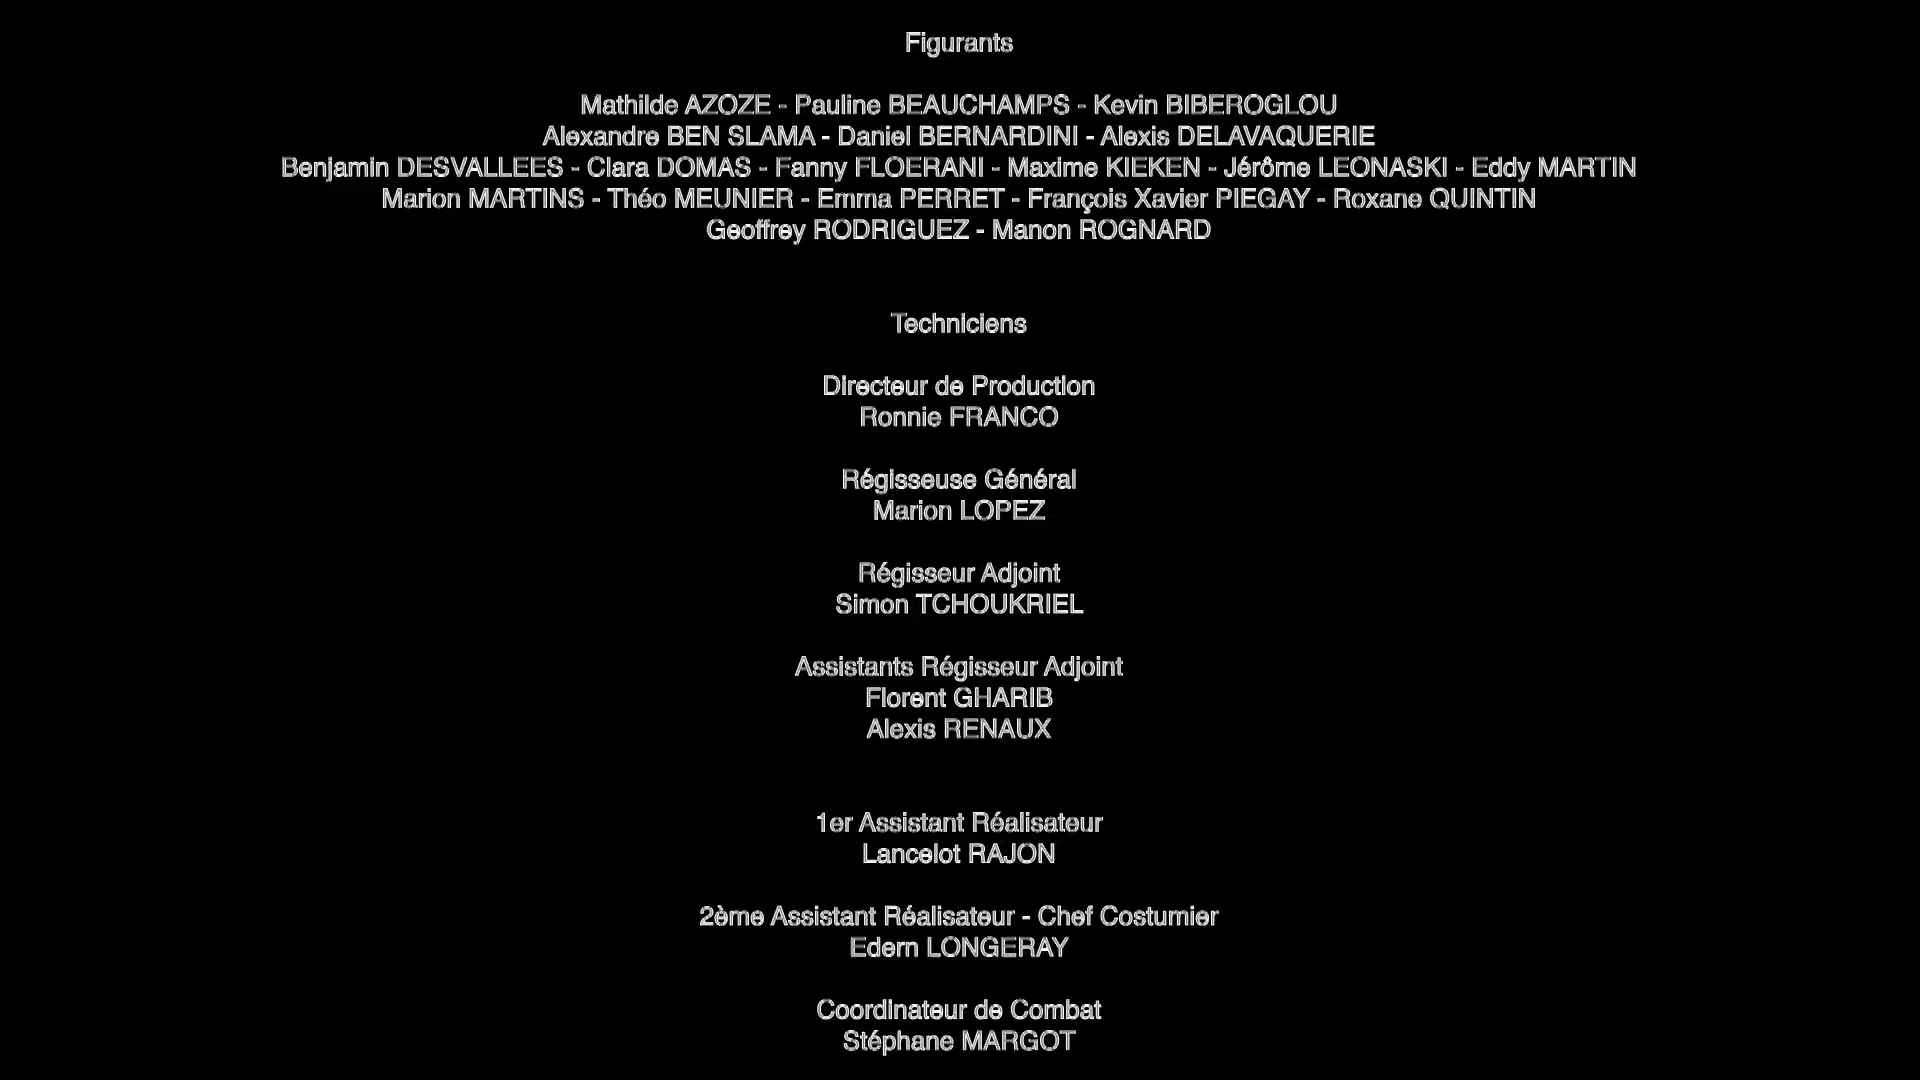 Figurants
Mathilde AZOZE - Pauline BEAUCHAMPS - Kevin BIBEROGLOU
Alexandre BEN SLAMA - Daniel BERNARDINI - Alexis DELAVAQUERIE
Benjamin DESVALLEES - Clara DOMAS - Fanny FLOERANI - Maxime KIEKEN - Jérôme LEONASKI - Eddy MARTIN
Marion MARTINS - Théo MEUNIER - Emma PERRET - François Xavier PIEGAY - Roxane QUINTIN
Geoffrey RODRIGUEZ - Manon ROGNARD
Techniciens
Directeur de Production
Ronnie FRANCO
Régisseuse Général
Marion LOPEZ
Régisseur Adjoint
Simon TCHOUKRIEL
Assistants Régisseur Adjoint
Florent GHARIB
Alexis RENAUX
1er Assistant Réalisateur
Lancelot RAJON
2ème Assistant Réalisateur - Chef Costumier
Edern LONGERAY
Coordinateur de Combat
Stéphane MARGOT